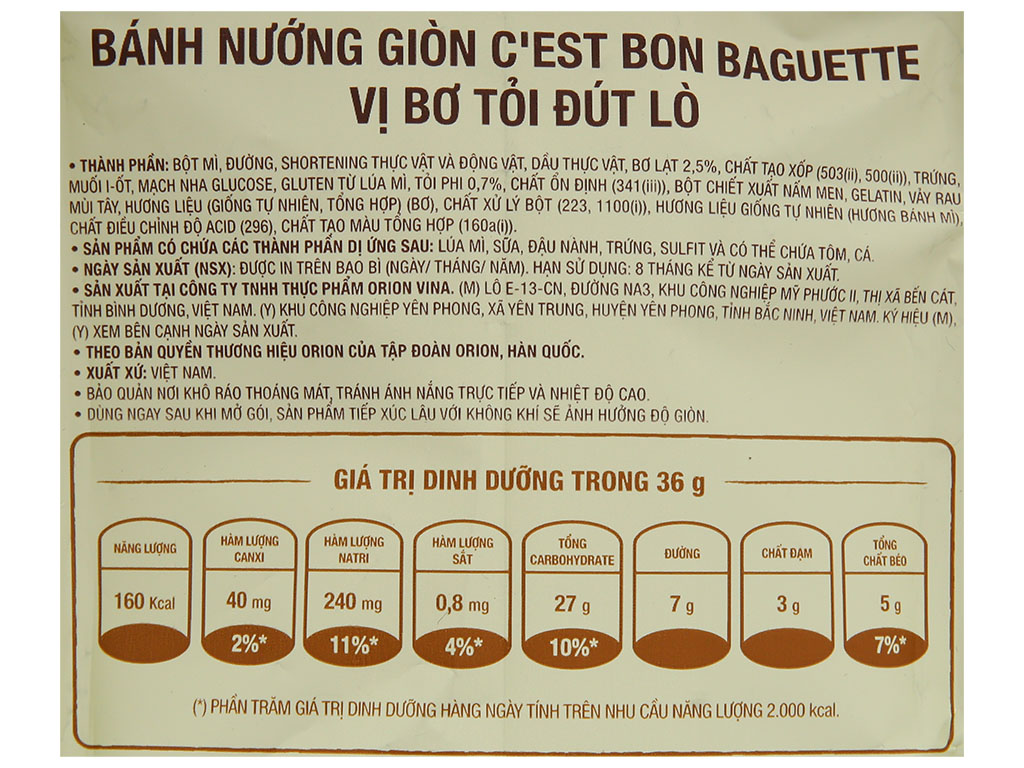 BÁNH NƯỚNG GIÒN C'EST BON BAGUETTE
VỊ BƠ TỎI ĐÚT LÒ
• THÀNH PHẦN: BỘT MÌ, ĐƯỜNG, SHORTENING THỰC VẬT VÀ ĐỘNG VẬT, DẦU THỰC VẬT, BƠ LẠT 2,5%, CHẤT TẠO XỐP (503(ii), 500(ii)), TRỨNG,
MUỐI I-ỐT, MẠCH NHA GLUCOSE, GLUTEN TỪ LÚA MÌ, TỎI PHI 0,7%, CHẤT ỔN ĐỊNH (341(iii)), BỘT CHIẾT XUẤT NẤM MEN, GELATIN, VẢY RAU
MÙI TÂY, HƯƠNG LIỆU (GIỐNG TỰ NHIÊN, TỔNG HỢP) (BƠ), CHẤT XỬ LÝ BỘT (223, 1100(i)), HƯƠNG LIỆU GIỐNG TỰ NHIÊN (HƯƠNG BÁNH MÌ),
CHẤT ĐIỀU CHỈNH ĐỘ ACID (296), CHẤT TẠO MÀU TỔNG HỢP (160a(i)).
• SẢN PHẨM CÓ CHỨA CÁC THÀNH PHẦN DỊ ỨNG SAU: LÚA MÌ, SỮA, ĐẬU NÀNH, TRỨNG, SULFIT VÀ CÓ THỂ CHỨA TÔM, CÁ.
• NGÀY SẢN XUẤT (NSX): ĐƯỢC IN TRÊN BAO BÌ (NGÀY/ THÁNG/ NĂM). HẠN SỬ DỤNG: 8 THÁNG KỂ TỪ NGÀY SẢN XUẤT.
• SẢN XUẤT TẠI CÔNG TY TNHH THỰC PHẨM ORION VINA. (M) LÔ E-13-CN, ĐƯỜNG NA3, KHU CÔNG NGHIỆP MỸ PHƯỚC II, THỊ XÃ BẾN CÁT,
TỈNH BÌNH DƯƠNG, VIỆT NAM. (Y) KHU CÔNG NGHIỆP YÊN PHONG, XÃ YÊN TRUNG, HUYỆN YÊN PHONG, TỈNH BẮC NINH, VIỆT NAM. KÝ HIỆU (M),
(Y) XEM BÊN CẠNH NGÀY SẢN XUẤT.
• THEO BẢN QUYỀN THƯƠNG HIỆU ORION CỦA TẬP ĐOÀN ORION, HÀN QUỐC.
• XUẤT XỨ: VIỆT NAM.
• BẢO QUẢN NƠI KHÔ RÁO THOÁNG MÁT, TRÁNH ÁNH NẮNG TRỰC TIẾP VÀ NHIỆT ĐỘ CAO.
• DÙNG NGAY SAU KHI MỞ GÓI, SẢN PHẨM TIẾP XÚC LÂU VỚI KHÔNG KHÍ SẼ ẢNH HƯỞNG ĐỘ GIÒN.
GIÁ TRỊ DINH DƯỠNG TRONG 36 g
NĂNG LƯỢNG
160 Kcal
HÀM LƯỢNG
CANXI
40 mg
2%*
HÀM LƯỢNG
NATRI
240 mg
11%*
HÀM LƯỢNG
SẮT
0,8 mg
4%*
TỔNG
CARBOHYDRATE
27 g
10%*
ĐƯỜNG
7 g
CHẤT ĐẠM
3 g
TỔNG
CHẤT BÉO
5 g
7%*
(*) PHẦN TRĂM GIÁ TRỊ DINH DƯỠNG HÀNG NGÀY TÍNH TRÊN NHU CẦU NĂNG LƯỢNG 2.000 kcal.